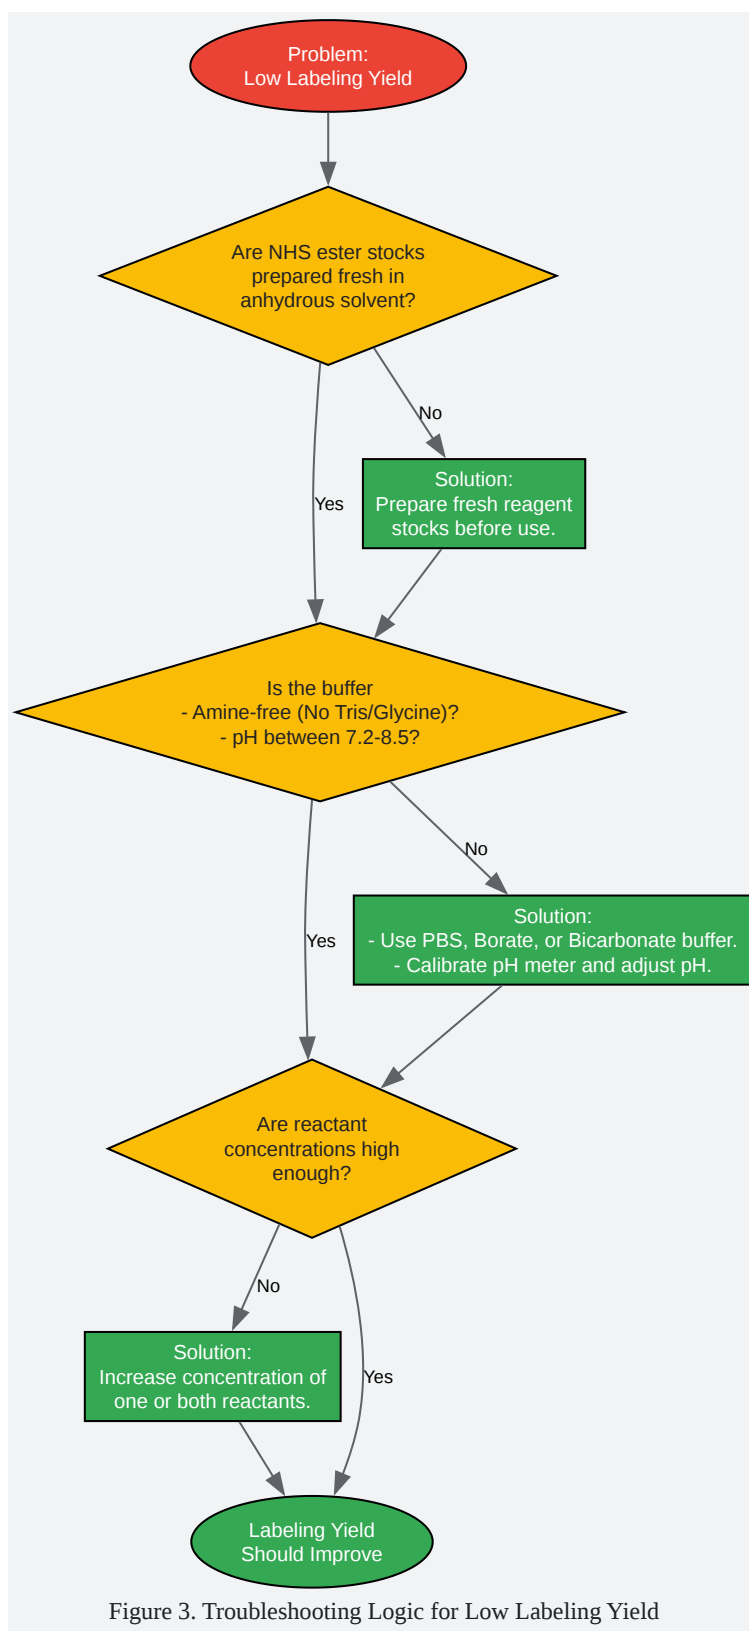 Problem:
Low Labeling Yield
Are NHS ester stocks
prepared fresh in
anhydrous solvent?
No
Solution:
Prepare fresh reagent
stocks before use.
Yes
Is the buffer
- Amine-free (No Tris/Glycine)?
- pH between 7.2-8.5?
No
Solution:
- Use PBS, Borate, or Bicarbonate buffer.
- Calibrate pH meter and adjust pH.
Yes
Are reactant
concentrations high
enough?
No
Solution:
Increase concentration of
one or both reactants.
Yes
Labeling Yield
Should Improve
Figure 3. Troubleshooting Logic for Low Labeling Yield